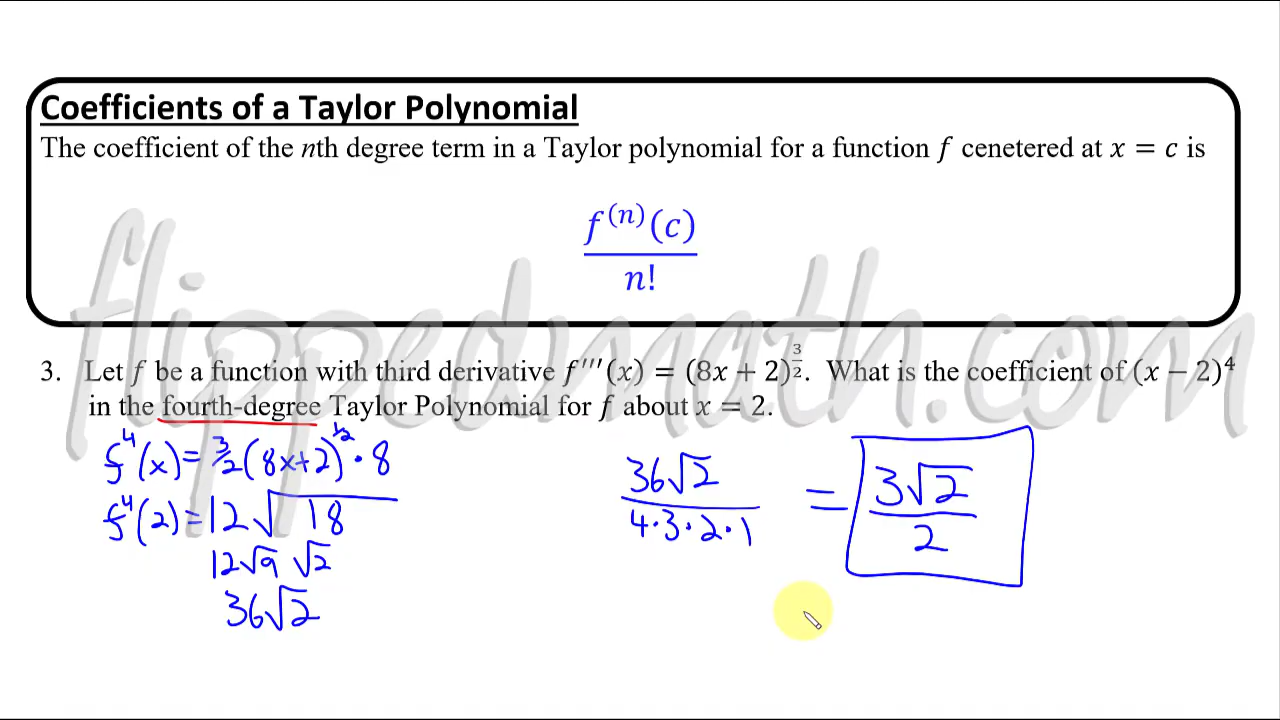 Coefficients of a Taylor Polynomial
The coefficient of the nth degree term in a Taylor polynomial for a function f cenetered at x = c is
f⁽ⁿ⁾(c)
n!
flippedmath.com
3. Let f be a function with third derivative f'''(x) = (8x + 2)^(3/2). What is the coefficient of (x − 2)⁴
in the fourth-degree Taylor Polynomial for f about x = 2.
f⁴(x) = 3/2 (8x+2)^(1/2) · 8
f⁴(2) = 12√18
12√9 √2
36√2
36√2
4·3·2·1
= 3√2
2